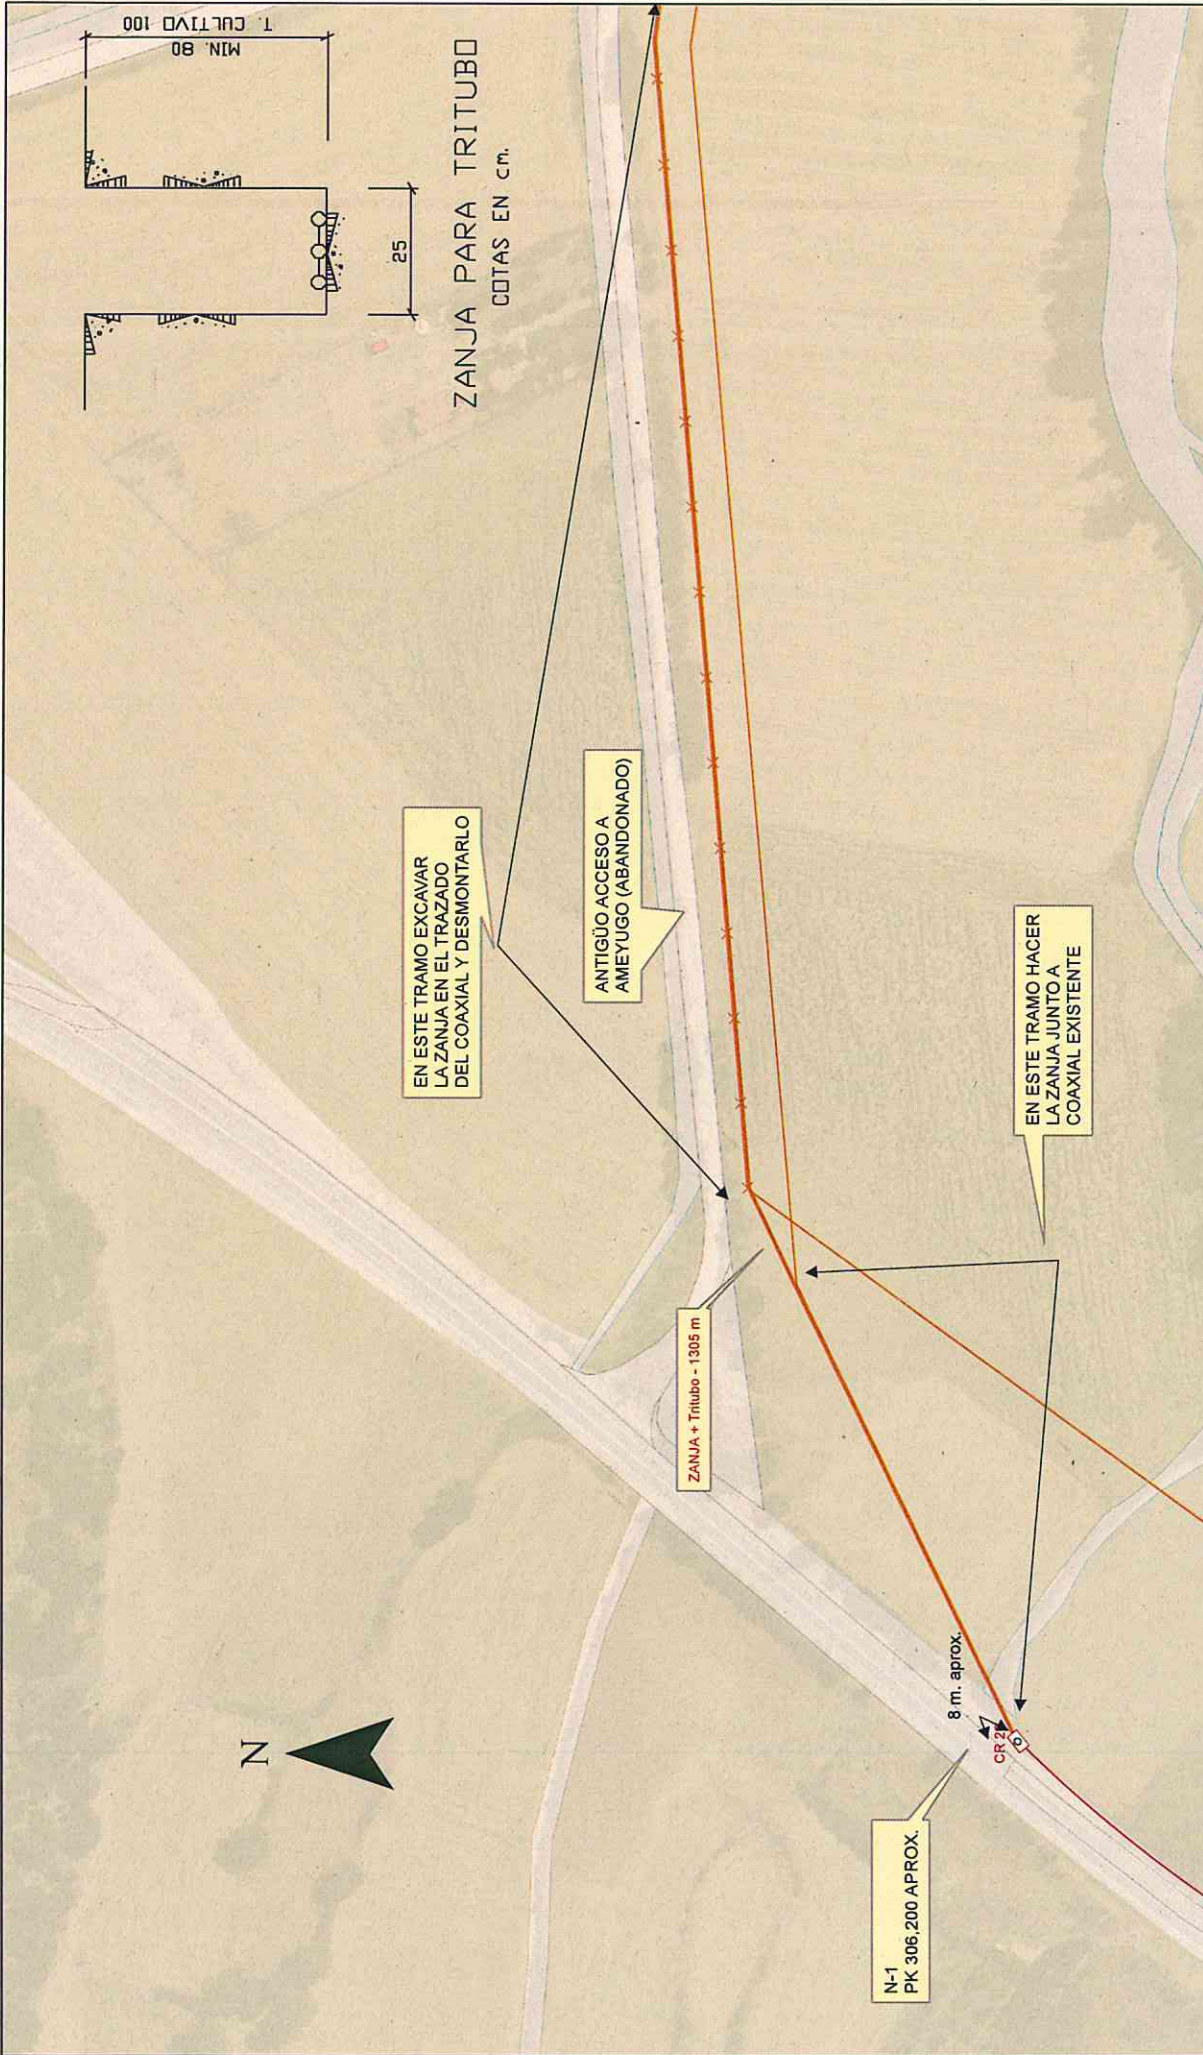 T. CULTIVO 100
MIN. 80
25
ZANJA PARA TRITUBO
COTAS EN cm.
N
EN ESTE TRAMO EXCAVAR
LA ZANJA EN EL TRAZADO
DEL COAXIAL Y DESMONTARLO
ANTIGÜO ACCESO A
AMEYUGO (ABANDONADO)
ZANJA + Tritubo - 1305 m
EN ESTE TRAMO HACER
LA ZANJA JUNTO A
COAXIAL EXISTENTE
8 m. aprox.
CR
N-1
PK 306,200 APROX.